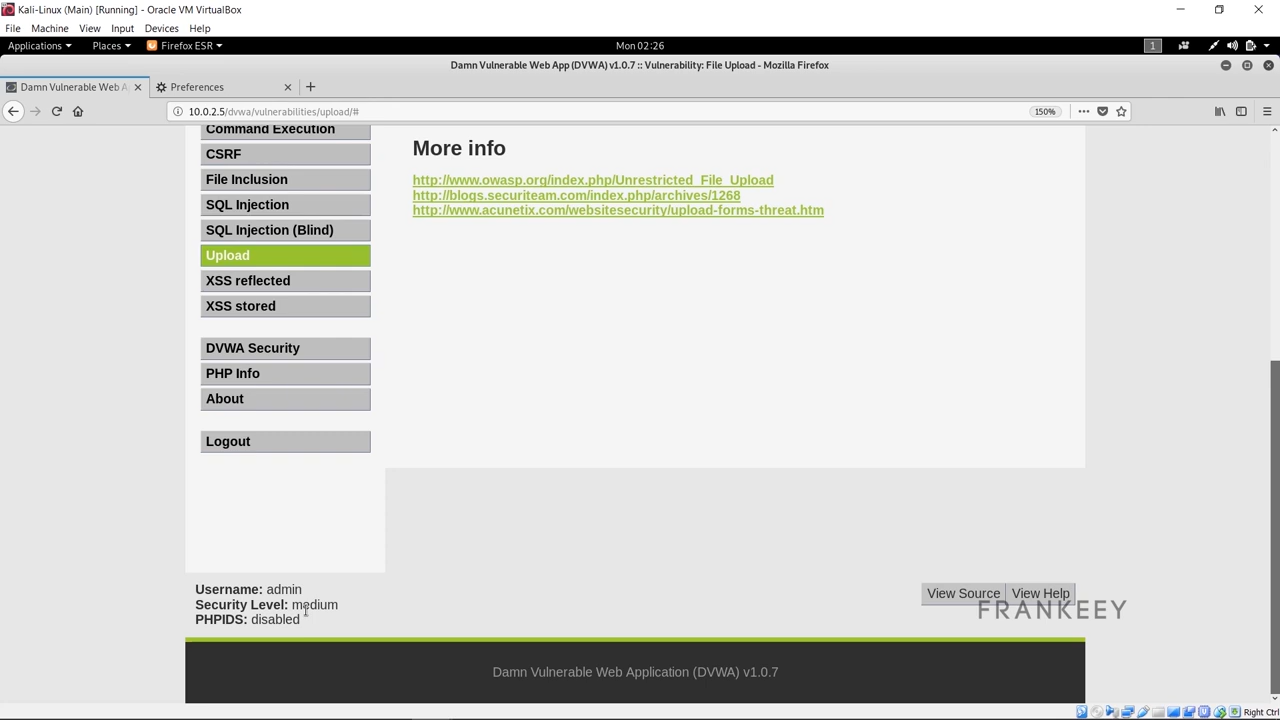 Kali-Linux (Main) [Running] - Oracle VM VirtualBox
File Machine View Input Devices Help
Applications Places Firefox ESR Mon 02:26 1
Damn Vulnerable Web App (DVWA) v1.0.7 :: Vulnerability: File Upload - Mozilla Firefox
Damn Vulnerable Web A Preferences
10.0.2.5/dvwa/vulnerabilities/upload/# 150%
Command Execution
CSRF
File Inclusion
SQL Injection
SQL Injection (Blind)
Upload
XSS reflected
XSS stored
DVWA Security
PHP Info
About
Logout
More info
http://www.owasp.org/index.php/Unrestricted_File_Upload
http://blogs.securiteam.com/index.php/archives/1268
http://www.acunetix.com/websitesecurity/upload-forms-threat.htm
Username: admin
Security Level: medium
PHPIDS: disabled
View Source View Help
FRANKEEY
Damn Vulnerable Web Application (DVWA) v1.0.7
Right Ctrl